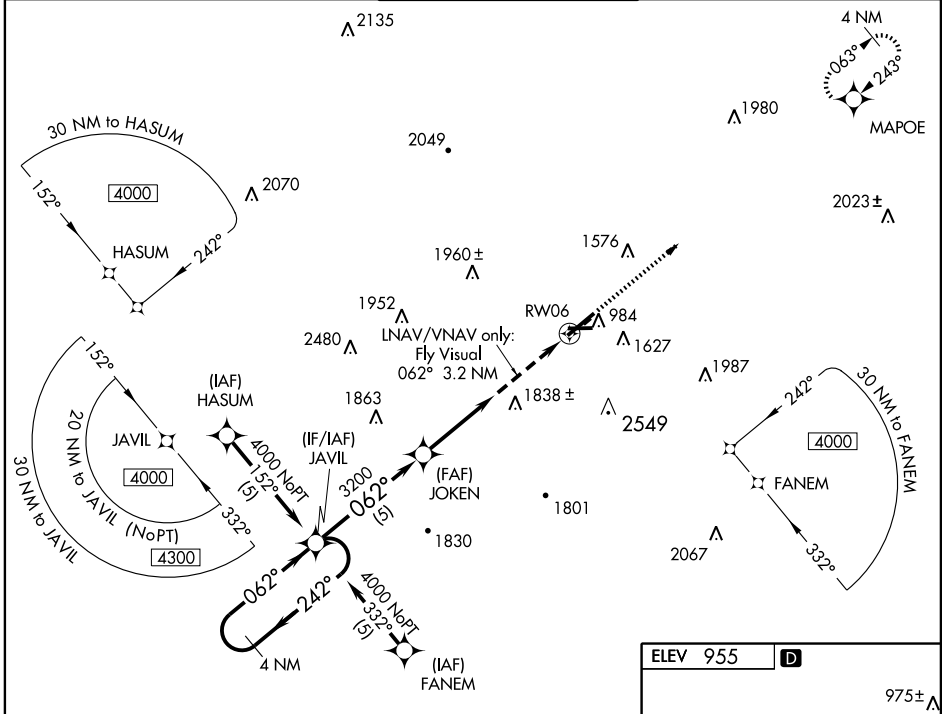 2135
4 NM
063°
243°
MAPOE
1980
2049
30 NM to HASUM
4000
152°
242°
HASUM
2070
2023 ±
1960 ±
1576
RW06
984
1952
2480
LNAV/VNAV only:
Fly Visual
062° 3.2 NM
1627
1987
1863
1838 ±
2549
152°
JAVIL
20 NM to JAVIL (NoPT)
4000
30 NM to JAVIL
4300
332°
(IAF)
HASUM
4000 NoPT
152°
(5)
(IF/IAF)
JAVIL
3200
062°
(5)
(FAF)
JOKEN
30 NM to FANEM
242°
4000
FANEM
332°
1801
1830
2067
062°
242°
4 NM
4000 NoPT
332°
(5)
(IAF)
FANEM
ELEV 955 D
975±